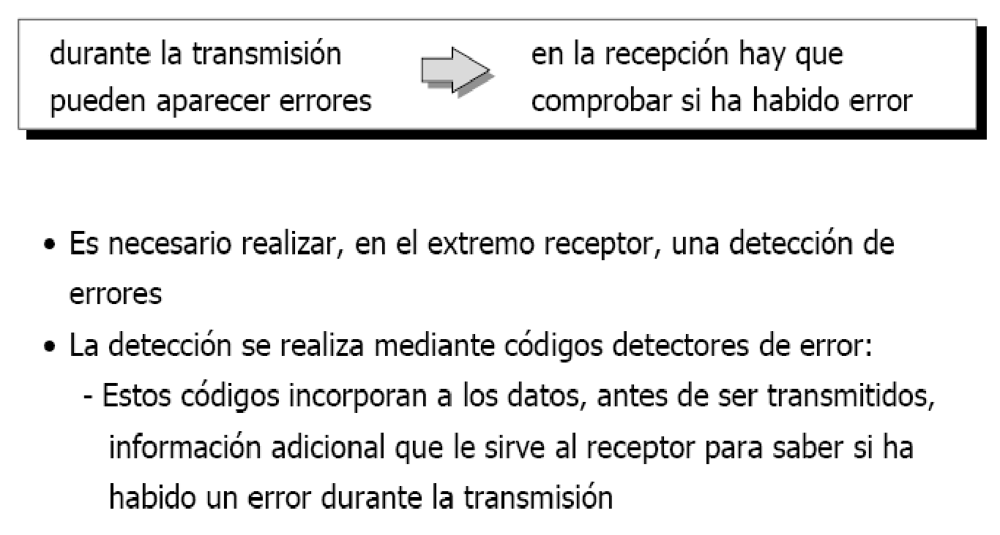 durante la transmisión
pueden aparecer errores
en la recepción hay que
comprobar si ha habido error
• Es necesario realizar, en el extremo receptor, una detección de
errores
• La detección se realiza mediante códigos detectores de error:
- Estos códigos incorporan a los datos, antes de ser transmitidos,
información adicional que le sirve al receptor para saber si ha
habido un error durante la transmisión